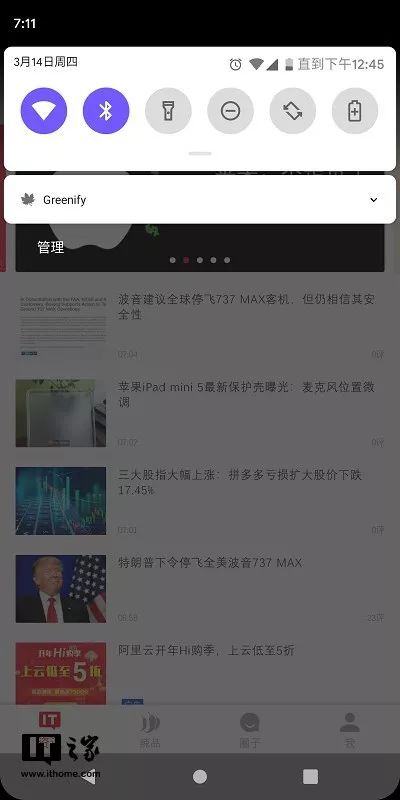 7:11
3月14日周四
直到下午12:45
Greenify
管理
波音建议全球停飞737 MAX客机，但仍相信其安
全性
07:04
0评
苹果iPad mini 5最新保护壳曝光：麦克风位置微
调
07:02
0评
三大股指大幅上涨：拼多多亏损扩大股价下跌
17.45%
07:01
0评
特朗普下令停飞全美波音737 MAX
06:58
23评
开年Hi购季
上云低至5折
阿里云开年Hi购季，上云低至5折
IT
辣品
圈子
我
IT之家
www.ithome.com